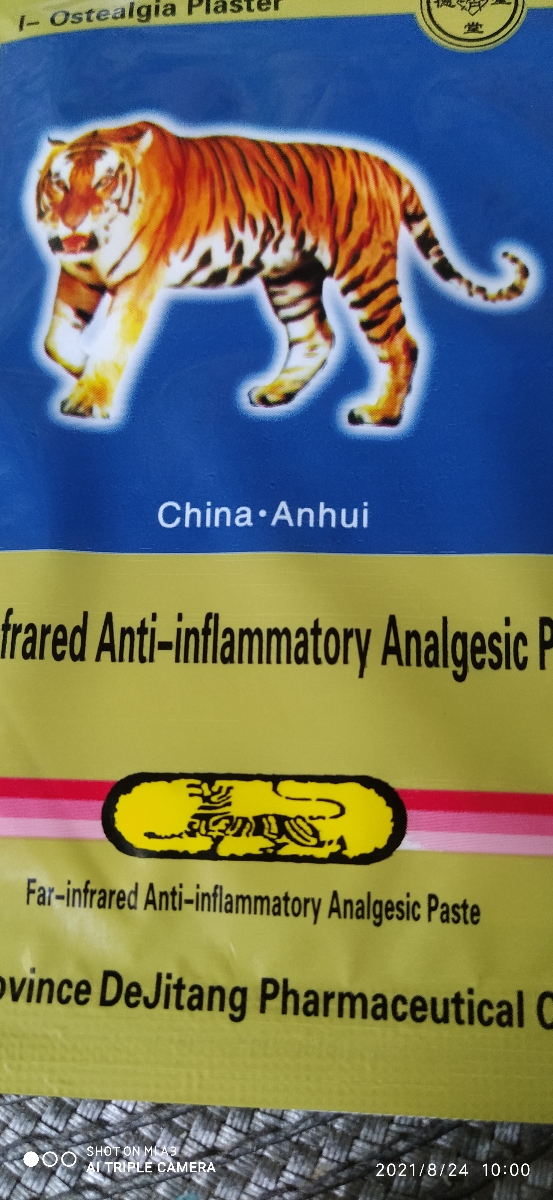 I- Ostealgia Plaster
堂
China·Anhui
frared Anti-inflammatory Analgesic P
Far-infrared Anti-inflammatory Analgesic Paste
ovince DeJitang Pharmaceutical C
SHOT ON MI A3
AI TRIPLE CAMERA
2021/8/24 10:00